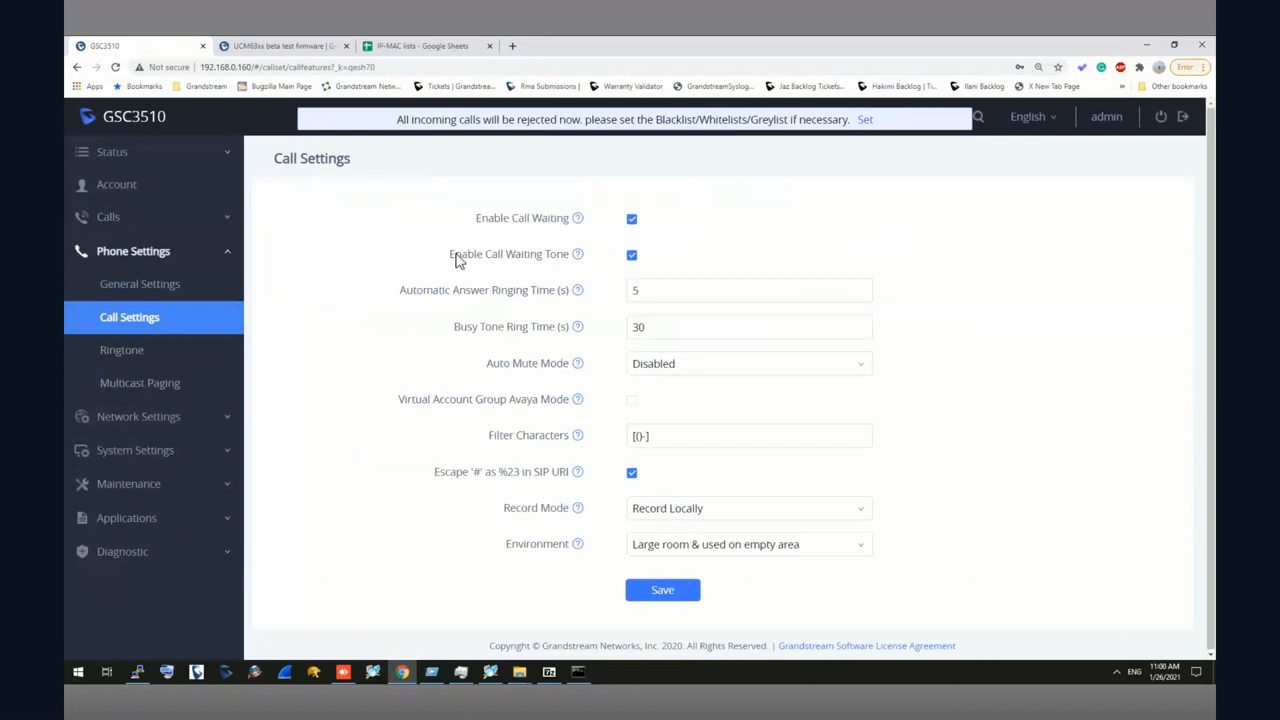 GSC3510
UCM63xx beta test firmware | G
IP-MAC lists - Google Sheets
Not secure 192.168.0.160/#/callset/callfeatures?_k=qesh70 Error
Apps Bookmarks Grandstream Bugzilla Main Page Grandstream Netw... Tickets | Grandstrea... Rma Submissions | Warranty Validator GrandstreamSyslog... Jaz Backlog Tickets... Hakimi Backlog | Ti... Ilani Backlog X New Tab Page » Other bookmarks
GSC3510
All incoming calls will be rejected now. please set the Blacklist/Whitelists/Greylist if necessary. Set
English admin
Status
Account
Calls
Phone Settings
General Settings
Call Settings
Ringtone
Multicast Paging
Network Settings
System Settings
Maintenance
Applications
Diagnostic
Call Settings
Enable Call Waiting
Enable Call Waiting Tone
Automatic Answer Ringing Time (s) 5
Busy Tone Ring Time (s) 30
Auto Mute Mode Disabled
Virtual Account Group Avaya Mode
Filter Characters [()-]
Escape '#' as %23 in SIP URI
Record Mode Record Locally
Environment Large room & used on empty area
Save
Copyright © Grandstream Networks, Inc. 2020. All Rights Reserved. | Grandstream Software License Agreement
ENG
11:00 AM
1/26/2021